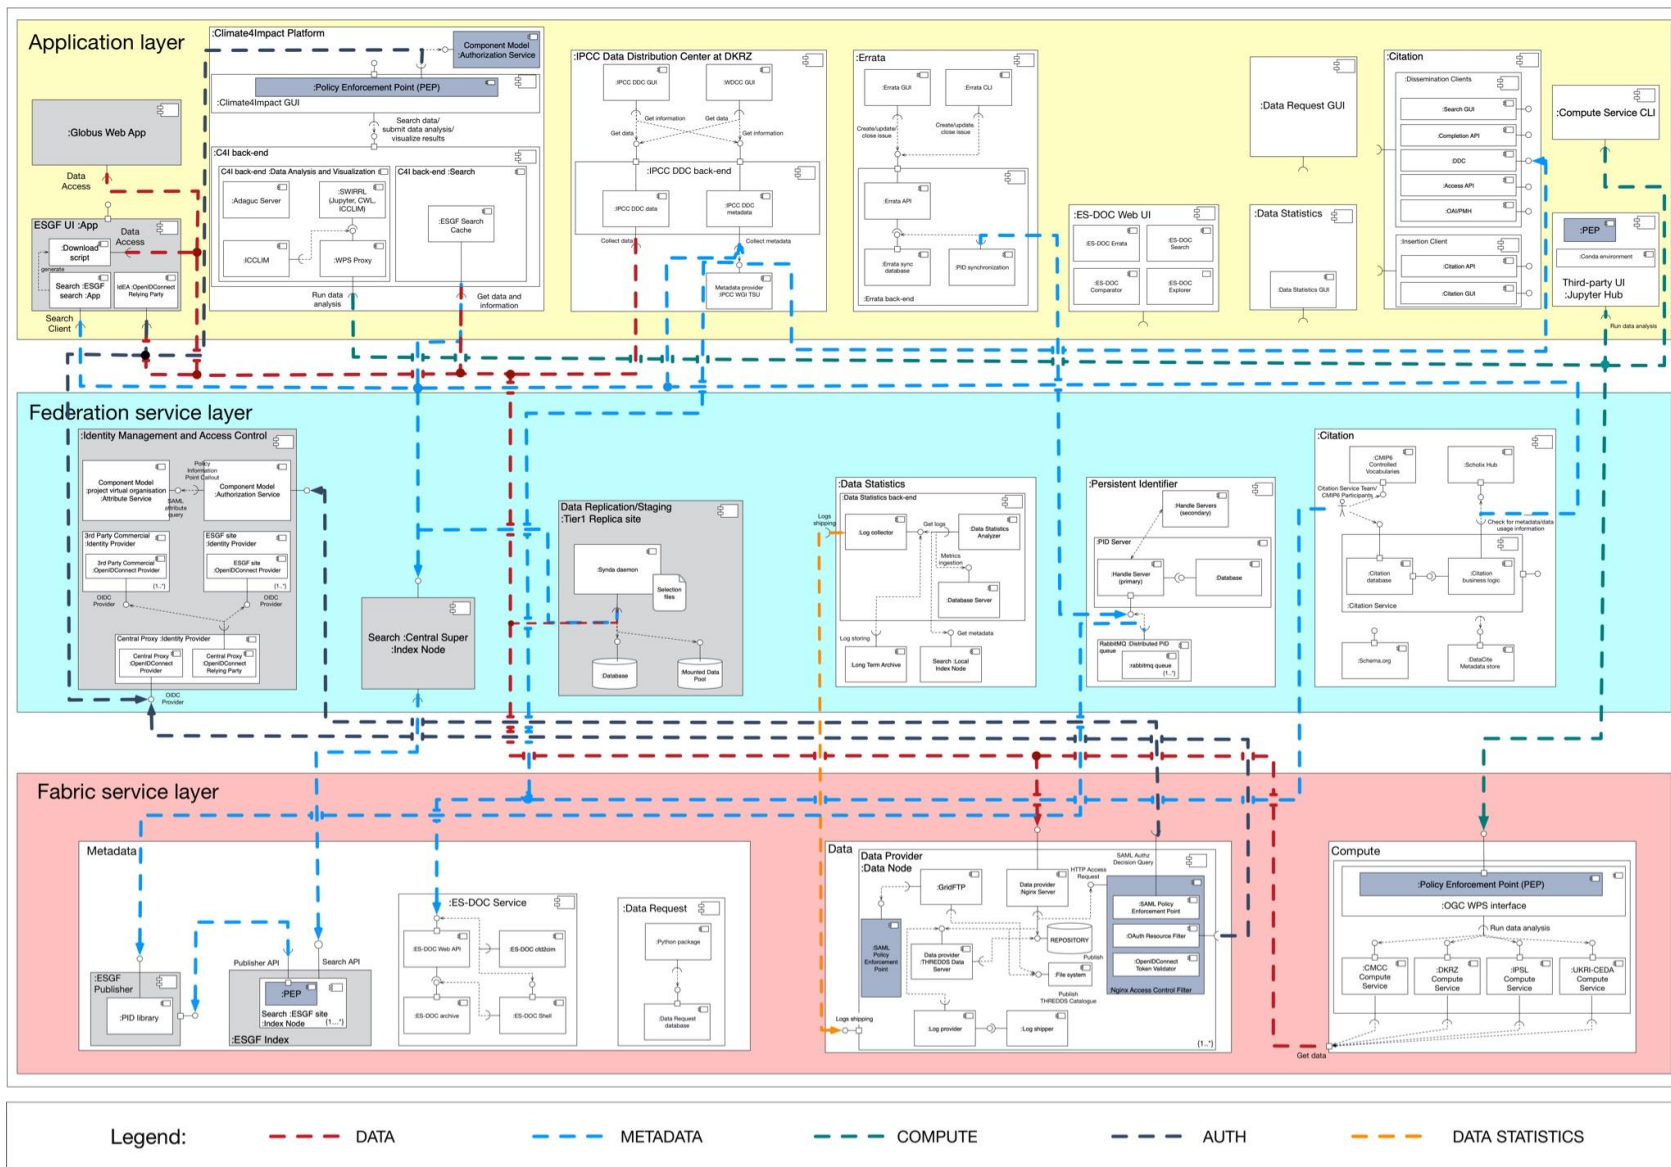 Application layer
:Climate4Impact Platform
Component Model
:Authorization Service
:Policy Enforcement Point (PEP)
:Climate4Impact GUI
Search data/
submit data analysis/
visualize results
:Globus Web App
Data
Access
ESGF UI :App
:Download
script
Data
Access
generate
Search :ESGF
search :App
IdEA :OpenIDConnect
Relying Party
Search
Client
:C4I back-end
C4I back-end :Data Analysis and Visualization
:Adaguc Server
:SWIRRL
(Jupyter, CWL,
ICCLIM)
:ICCLIM
:WPS Proxy
Run data
analysis
C4I back-end :Search
:ESGF Search
Cache
Get data and
information
:IPCC Data Distribution Center at DKRZ
:IPCC DDC GUI
:WDCC GUI
Get information
Get data
Get data
Get information
:IPCC DDC back-end
:IPCC DDC data
:IPCC DDC
metadata
Collect data
Collect metadata
Metadata provider
:IPCC WGI TSU
:Errata
:Errata GUI
:Errata CLI
Create/update/
close issue
Create/update/
close issue
:Errata API
:Errata sync
database
:PID synchronization
:Errata back-end
:ES-DOC Web UI
:ES-DOC Errata
:ES-DOC
Search
:ES-DOC
Comparator
:ES-DOC
Explorer
:Data Request GUI
:Data Statistics
:Data Statistics GUI
:Citation
:Dissemination Clients
:Search GUI
:Completion API
:DDC
:Access API
:OAI/PMH
:Insertion Client
:Citation API
:Citation GUI
:Compute Service CLI
:PEP
:Conda environment
Third-party UI
:Jupyter Hub
Run data analysis
Federation service layer
:Identity Management and Access Control
Component Model
:project virtual organisation
:Attribute Service
Policy
Information
Point Callout
SAML
attribute
query
Component Model
:Authorization Service
3rd Party Commercial
:Identity Provider
3rd Party Commercial
:OpenIDConnect Provider
{1..*}
ESGF site
:Identity Provider
ESGF site
:OpenIDConnect Provider
{1..*}
OIDC
Provider
OIDC
Provider
Central Proxy :Identity Provider
Central Proxy
:OpenIDConnect
Provider
Central Proxy
:OpenIDConnect
Relying Party
OIDC
Provider
Search :Central Super
:Index Node
Data Replication/Staging
:Tier1 Replica site
:Synda daemon
Selection
files
:Database
:Mounted Data
Pool
:Data Statistics
:Data Statistics back-end
Logs
shipping
:Log collector
Get logs
:Data Statistics
Analyzer
Metrics
ingestion
:Database Server
Log storing
Get metadata
Long Term Archive
Search :Local
Index Node
:Persistent Identifier
:Handle Servers
(secondary)
:PID Server
:Handle Server
(primary)
:Database
RabbitMQ :Distributed PID
queue
:rabbitmq queue
{1..*}
:Citation
:CMIP6
Controlled
Vocabularies
:Scholix Hub
Citation Service Team/
CMIP6 Participants
Check for metadata/data
usage information
:Citation
database
:Citation
business logic
:Citation Service
:Schema.org
:DataCite
Metadata store
Fabric service layer
Metadata
:ESGF
Publisher
:PID library
Publisher API
Search API
:PEP
Search :ESGF site
:Index Node
{1...*}
:ESGF Index
:ES-DOC Service
:ES-DOC Web API
:ES-DOC cfd2cim
:ES-DOC archive
:ES-DOC Shell
:Data Request
:Python package
:Data Request
database
Data
Data Provider
:Data Node
:GridFTP
:SAML
Policy
Enforcement
Point
Data provider
:Nginx Server
HTTP Access
Request
SAML Authz
Decision Query
:SAML Policy
Enforcement Point
:OAuth Resource Filter
:OpenIDConnect
Token Validator
:Nginx Access Control Filter
REPOSITORY
Publish
Data provider
:THREDDS Data
Server
:File system
Publish
THREDDS Catalogue
Logs shipping
:Log provider
:Log shipper
{1..*}
Compute
:Policy Enforcement Point (PEP)
:OGC WPS interface
Run data analysis
:CMCC
Compute
Service
:DKRZ
Compute
Service
:IPSL
Compute
Service
:UKRI-CEDA
Compute
Service
Get data
Legend:
DATA
METADATA
COMPUTE
AUTH
DATA STATISTICS